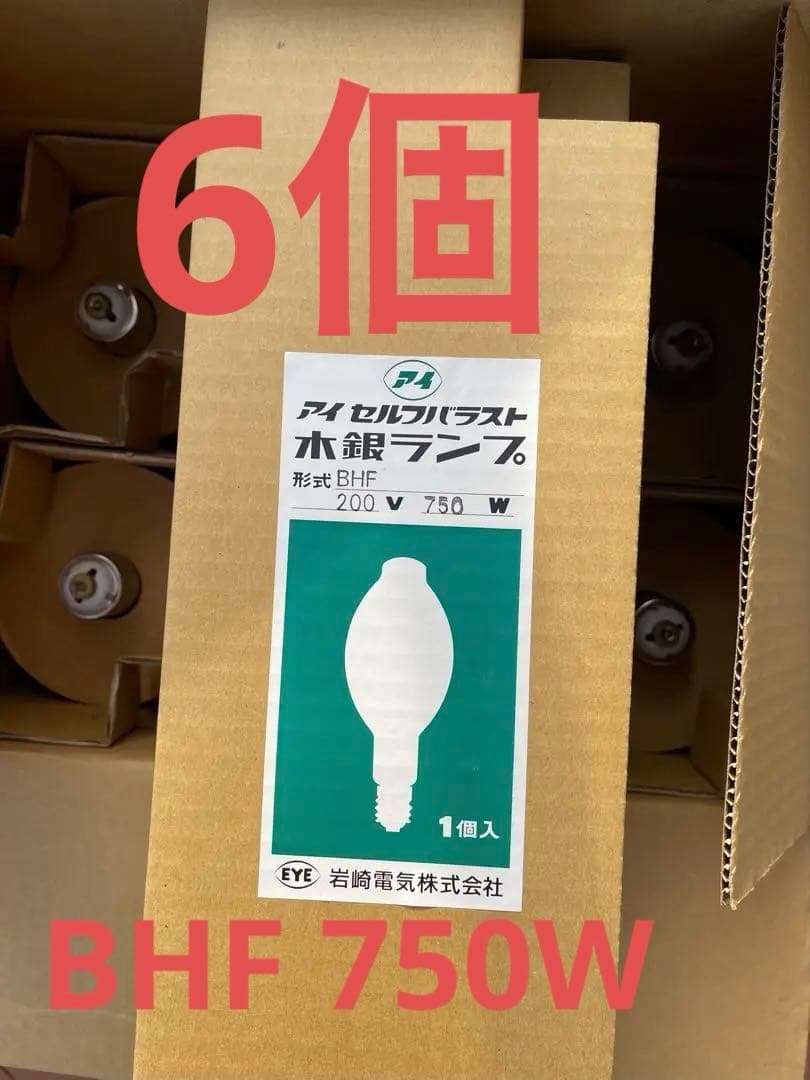 6個
アイ
アイ セルフバラスト
水銀ランプ
形式 BHF
200 V 750 W
1個入
EYE 岩崎電気株式会社
BHF 750W